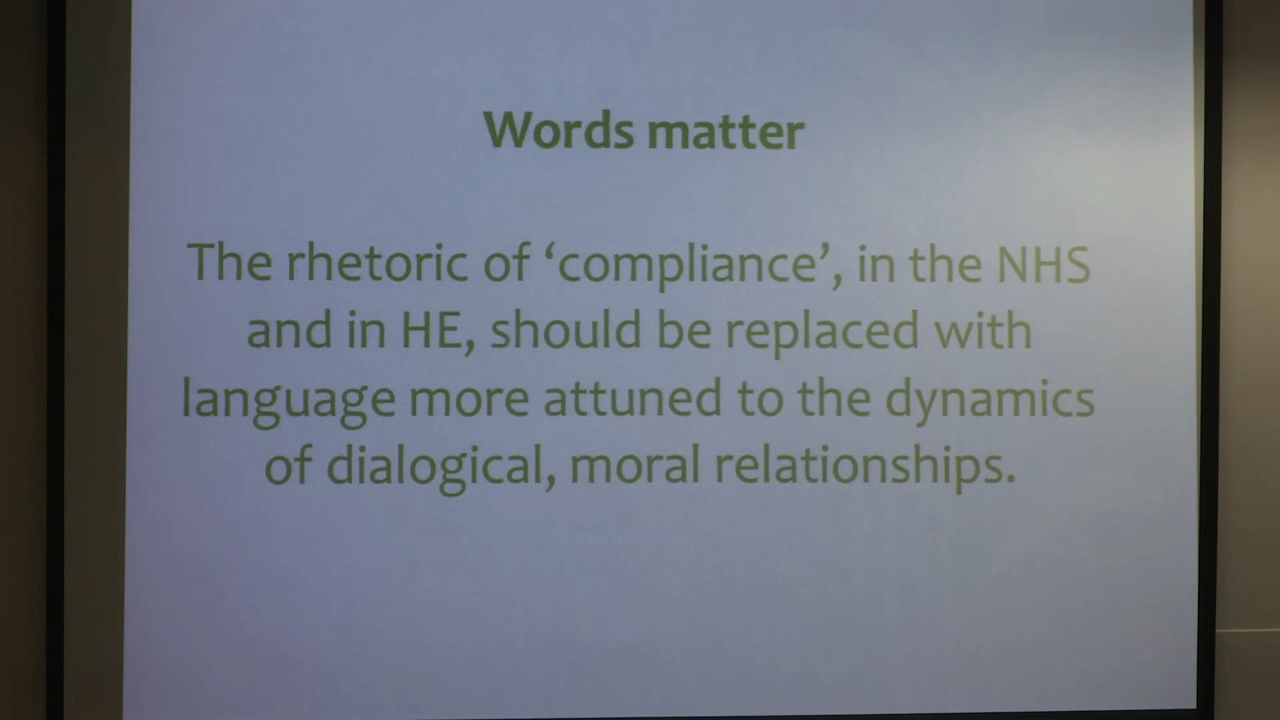 Words matter
The rhetoric of ‘compliance’, in the NHS
and in HE, should be replaced with
language more attuned to the dynamics
of dialogical, moral relationships.